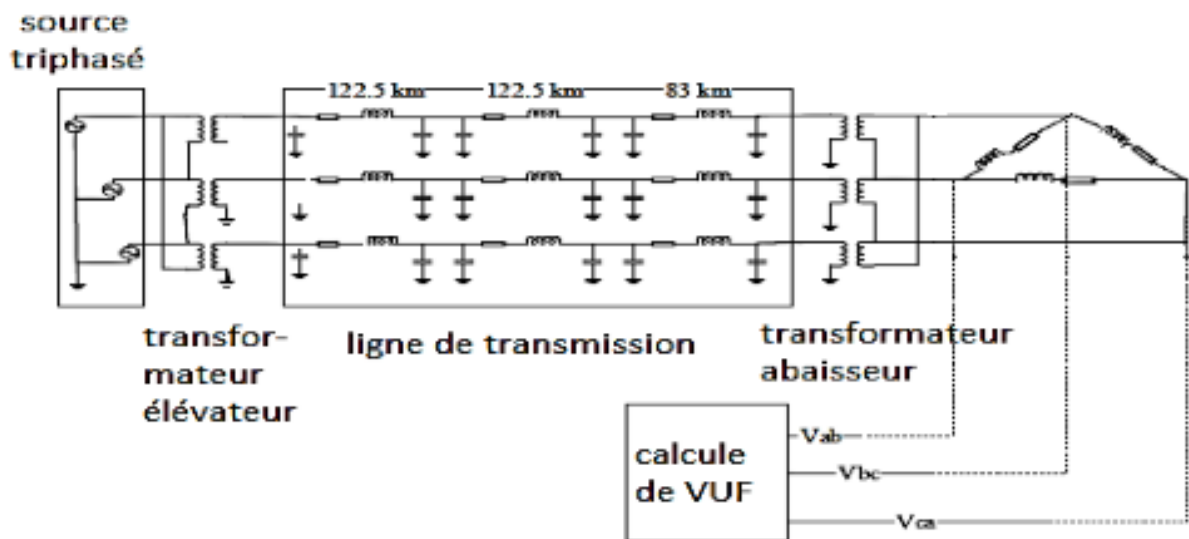 source
triphasé
122.5 km
122.5 km
83 km
transfor-
mateur
élévateur
ligne de transmission
transformateur
abaisseur
calcule
de VUF
Vab
Vbc
Vca